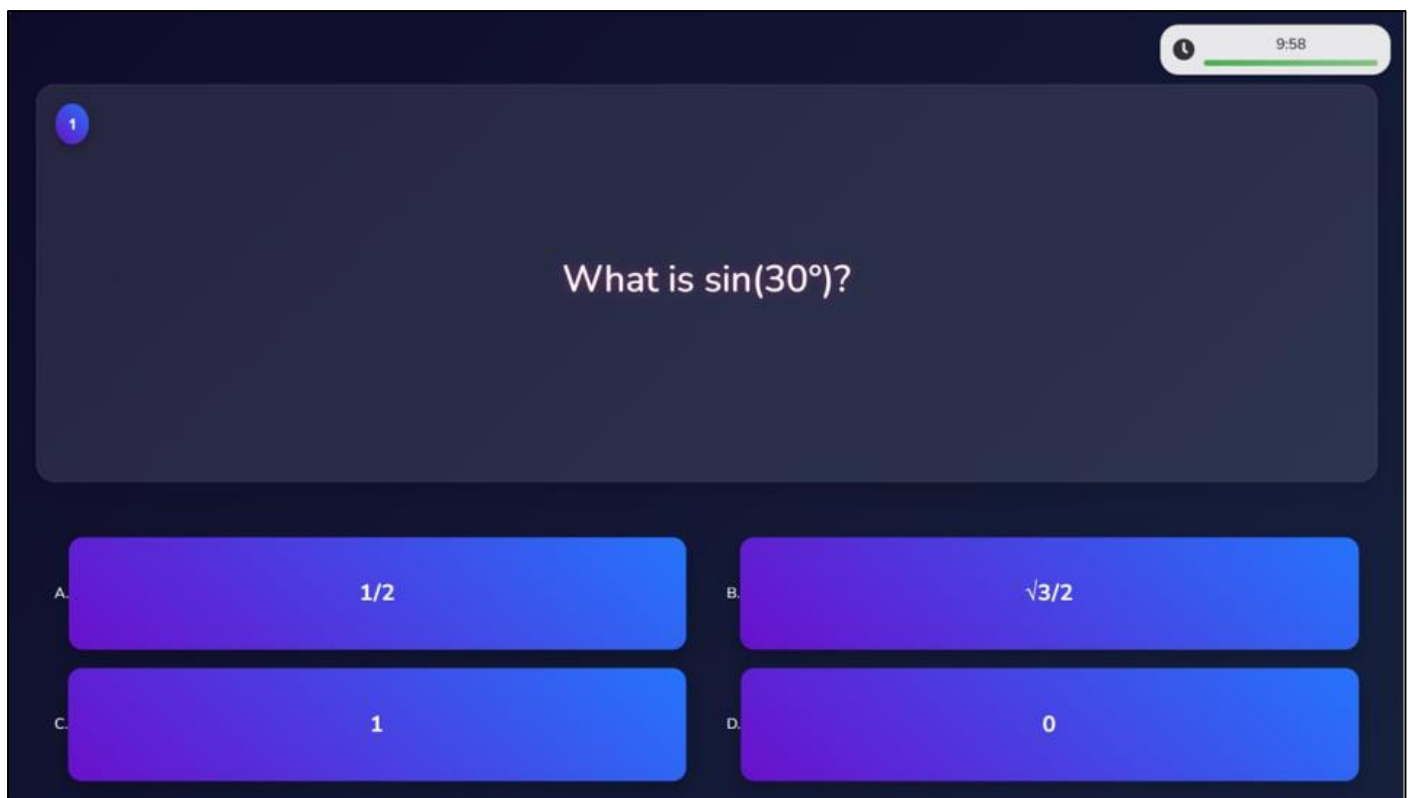 9:58
1
What is sin(30°)?
A. 1/2
B. √3/2
C. 1
D. 0